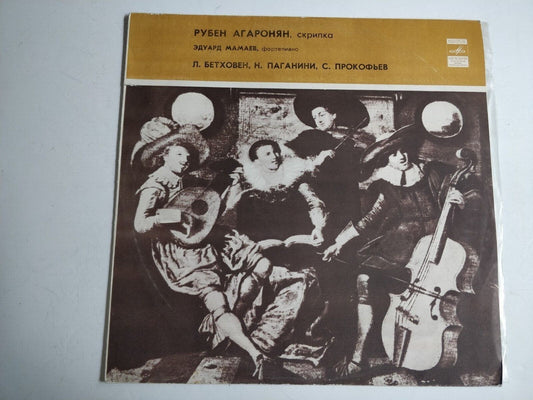 РУБЕН АГАРОНЯН, скрипка
ЭДУАРД МАМАЕВ, фортепиано
Л. БЕТХОВЕН, Н. ПАГАНИНИ, С. ПРОКОФЬЕВ